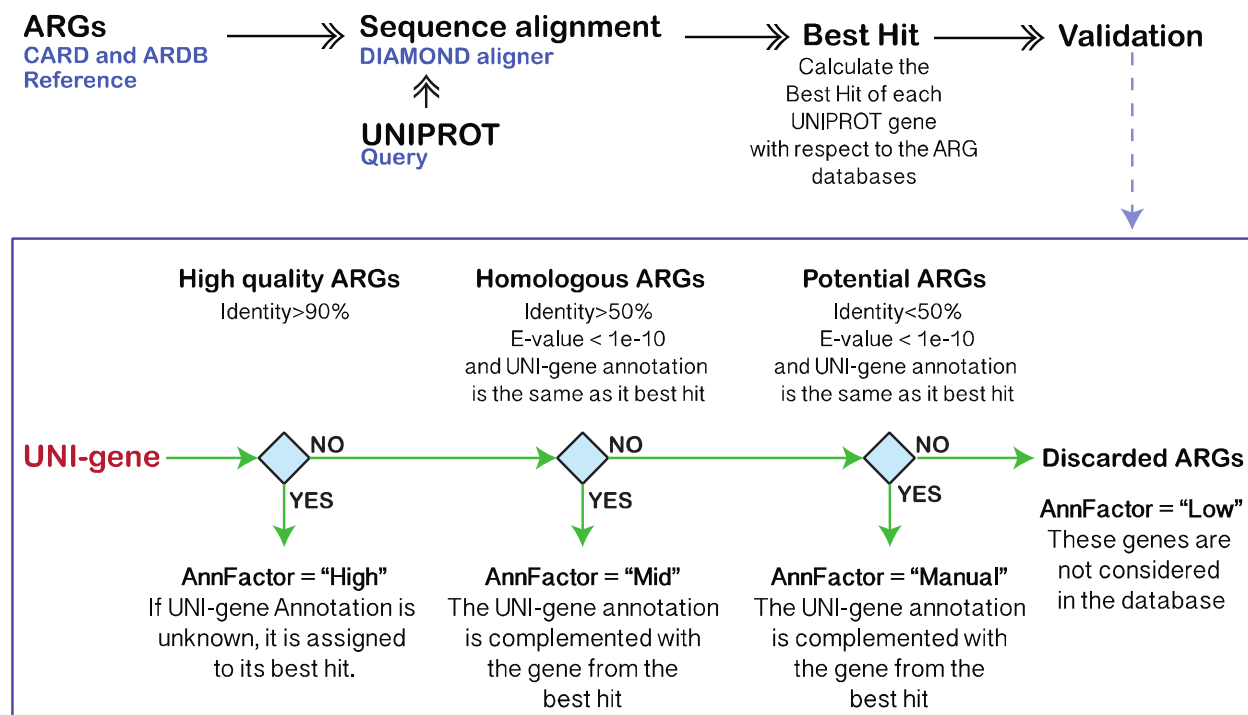 ARGs
CARD and ARDB
Reference
Sequence alignment
DIAMOND aligner
UNIPROT
Query
Best Hit
Calculate the
Best Hit of each
UNIPROT gene
with respect to the ARG
databases
Validation
High quality ARGs
Identity>90%
Homologous ARGs
Identity>50%
E-value < 1e-10
and UNI-gene annotation
is the same as it best hit
Potential ARGs
Identity<50%
E-value < 1e-10
and UNI-gene annotation
is the same as it best hit
UNI-gene
NO
YES
NO
YES
NO
YES
Discarded ARGs
AnnFactor = “Low”
These genes are
not considered
in the database
AnnFactor = “High”
If UNI-gene Annotation is
unknown, it is assigned
to its best hit.
AnnFactor = “Mid”
The UNI-gene annotation
is complemented with
the gene from the
best hit
AnnFactor = “Manual”
The UNI-gene annotation
is complemented with
the gene from the
best hit